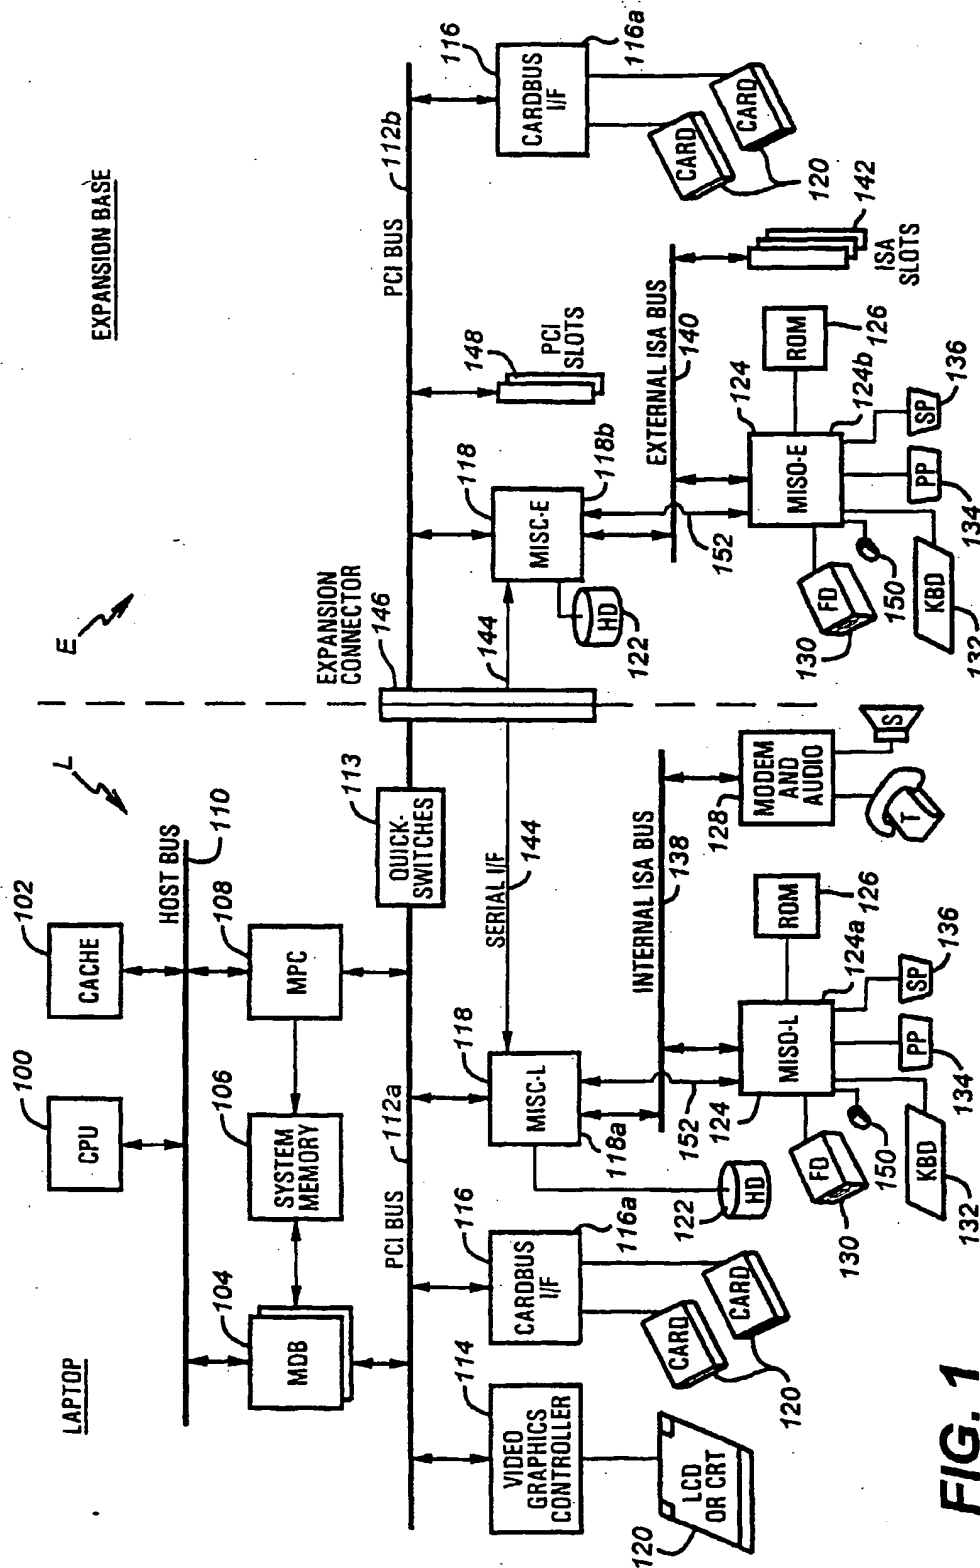 LAPTOP
L
E
EXPANSION BASE
CPU
100
CACHE
102
HOST BUS
110
MDB
104
SYSTEM
MEMORY
106
MPC
108
QUICK-
SWITCHES
113
EXPANSION
CONNECTOR
146
PCI BUS
112a
PCI BUS
112b
VIDEO
GRAPHICS
CONTROLLER
114
CARDBUS
I/F
116
116a
MISC-L
118
118a
SERIAL I/F
144
144
MISC-E
118
118b
PCI
SLOTS
148
CARDBUS
I/F
116
116a
LCD
OR CRT
120
CARD
CARD
120
HD
122
INTERNAL ISA BUS
138
152
HD
122
EXTERNAL ISA BUS
140
152
CARD
CARD
120
MISO-L
124
124a
ROM
126
MODEM
AND
AUDIO
128
MISO-E
124
124b
ROM
126
ISA
SLOTS
142
FD
130
150
KBD
132
PP
134
SP
136
T
S
FD
130
150
KBD
132
PP
134
SP
136
FIG. 1